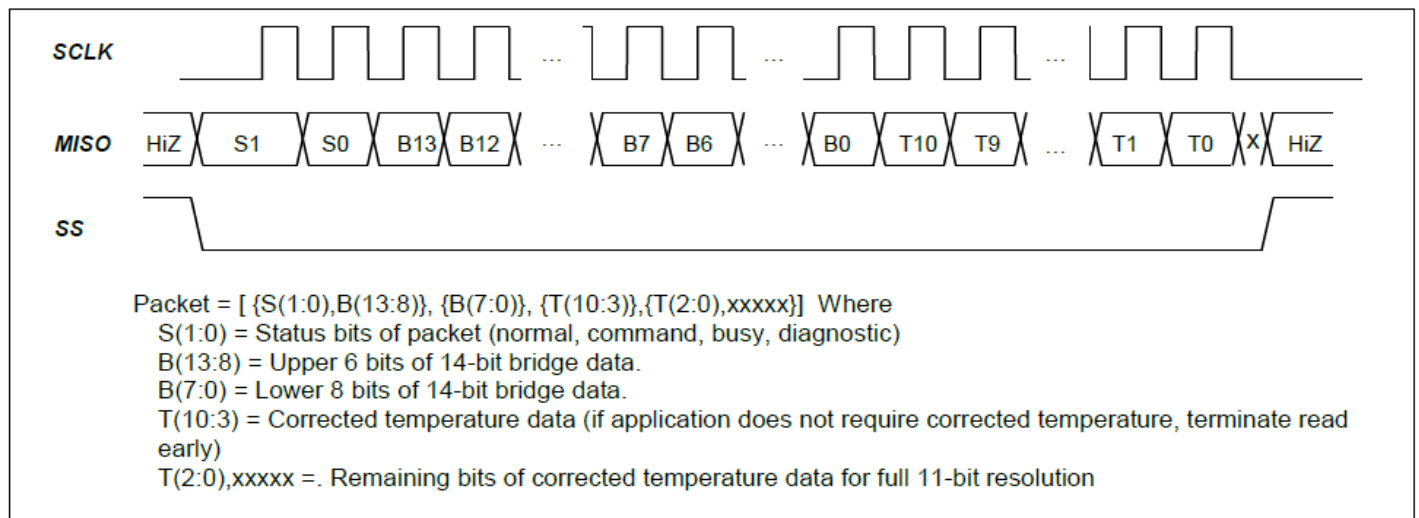 SCLK
... ... ...
MISO HiZ S1 S0 B13 B12 ... B7 B6 ... B0 T10 T9 ... T1 T0 X HiZ
SS
Packet = [ {S(1:0),B(13:8)}, {B(7:0)}, {T(10:3)},{T(2:0),xxxxx}] Where
S(1:0) = Status bits of packet (normal, command, busy, diagnostic)
B(13:8) = Upper 6 bits of 14-bit bridge data.
B(7:0) = Lower 8 bits of 14-bit bridge data.
T(10:3) = Corrected temperature data (if application does not require corrected temperature, terminate read
early)
T(2:0),xxxxx =. Remaining bits of corrected temperature data for full 11-bit resolution